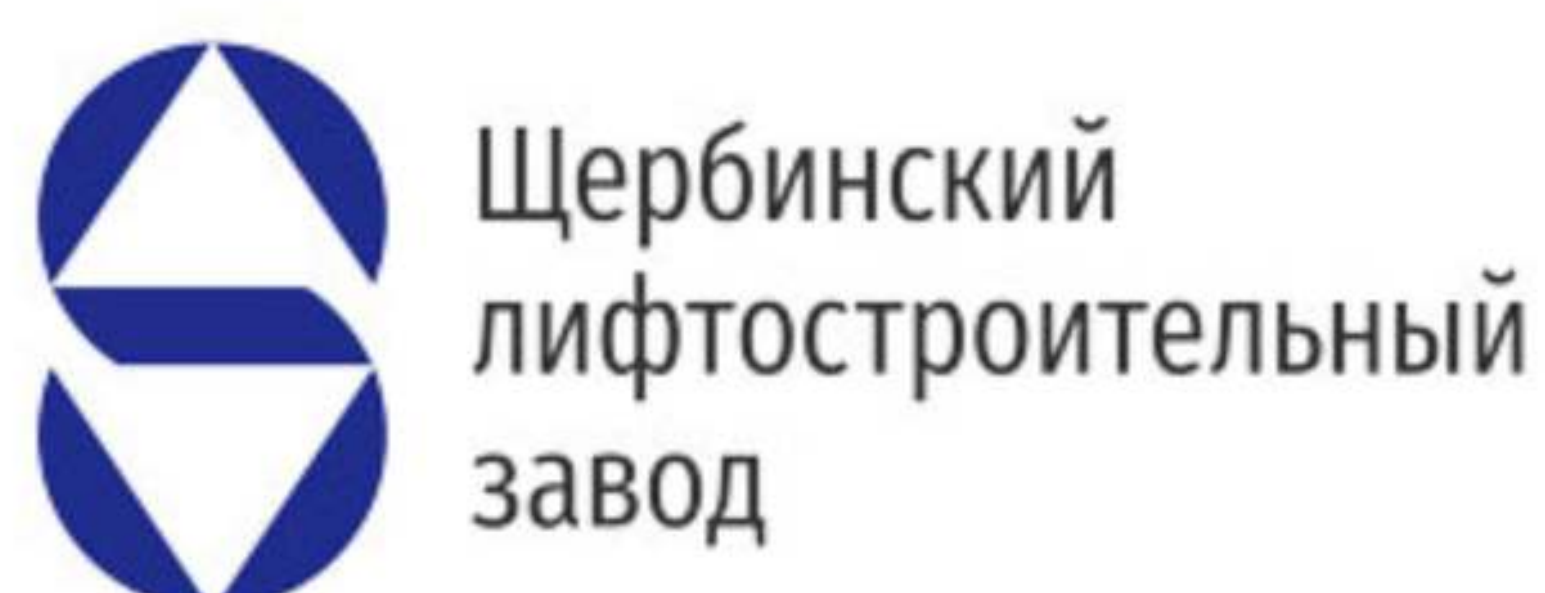 Щербинский
лифтостроительный
завод